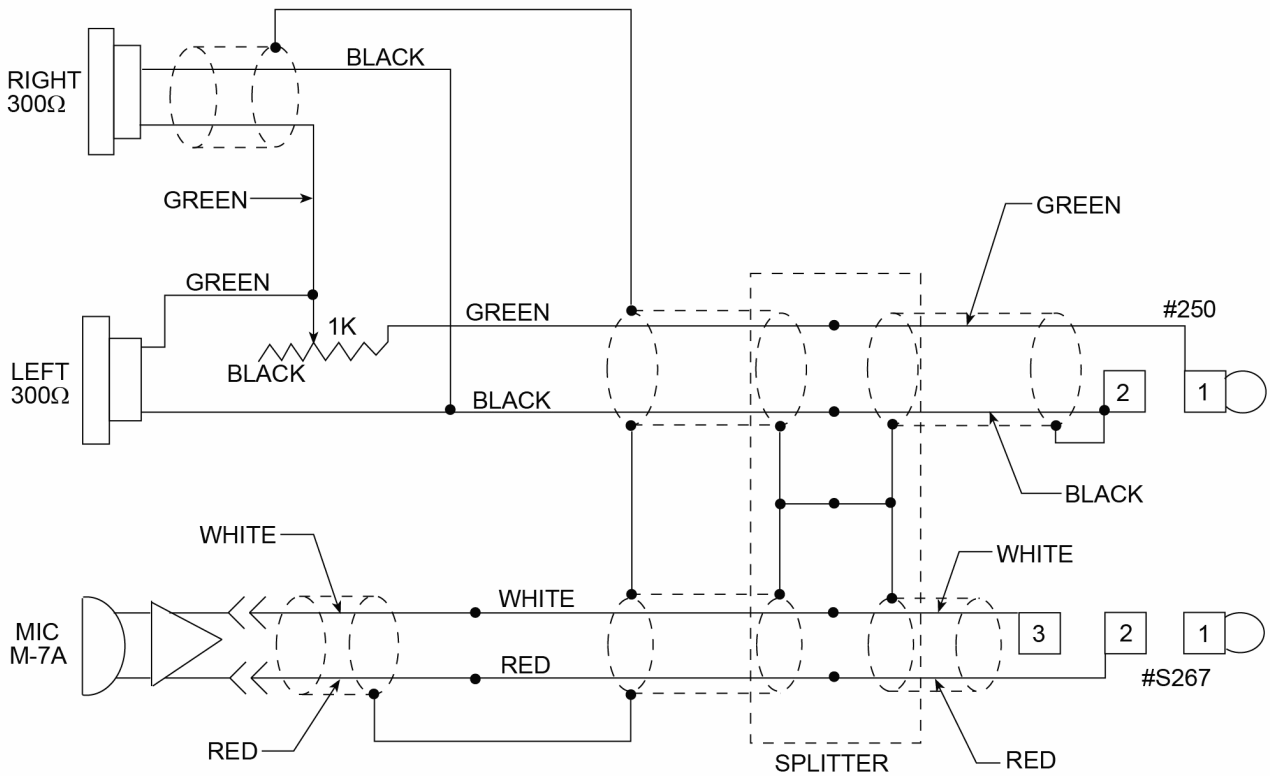 BLACK
RIGHT
300Ω
GREEN
GREEN
GREEN
#250
GREEN
1K
BLACK
LEFT
300Ω
BLACK
2
1
BLACK
WHITE
WHITE
WHITE
MIC
M-7A
3
2
1
RED
#S267
RED
RED
SPLITTER